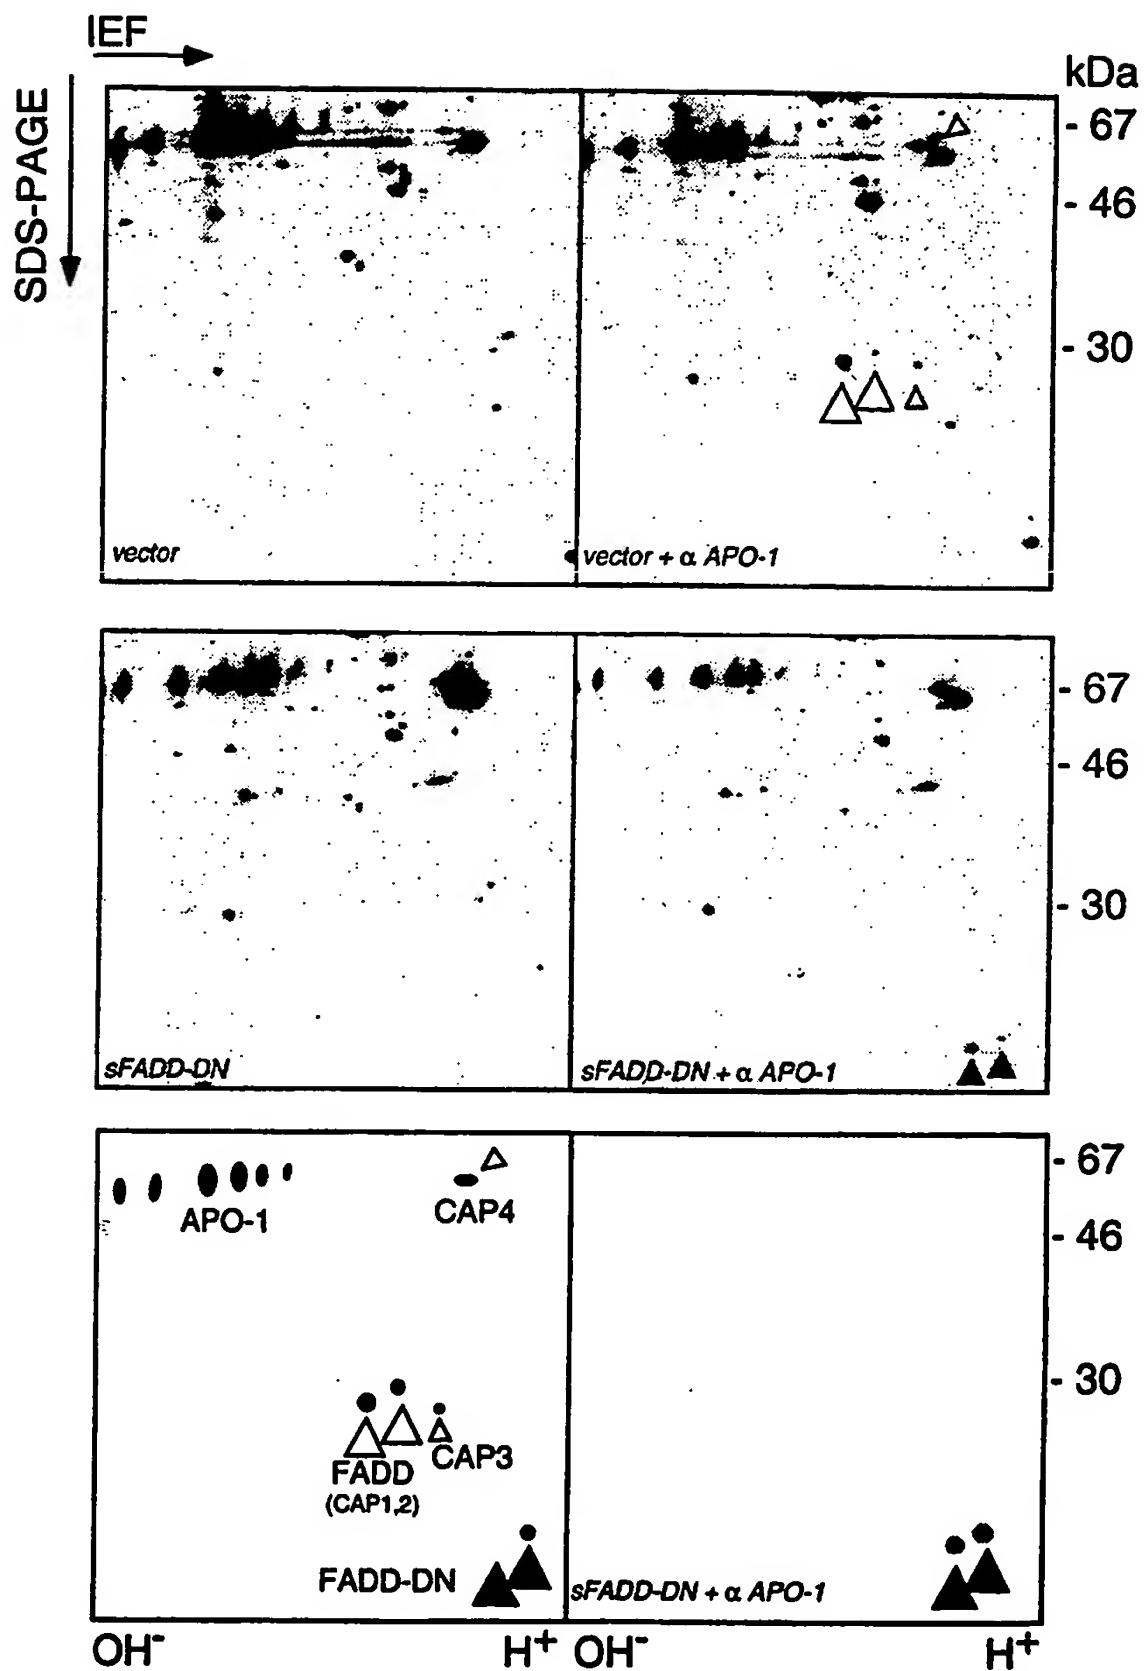 IEF
SDS-PAGE
kDa
- 67
- 46
- 30
vector
vector + α APO-1
- 67
- 46
- 30
sFADD-DN
sFADD-DN + α APO-1
- 67
- 46
- 30
APO-1
CAP4
CAP3
FADD
(CAP1,2)
FADD-DN
sFADD-DN + α APO-1
OH⁻ H⁺ OH⁻ H⁺